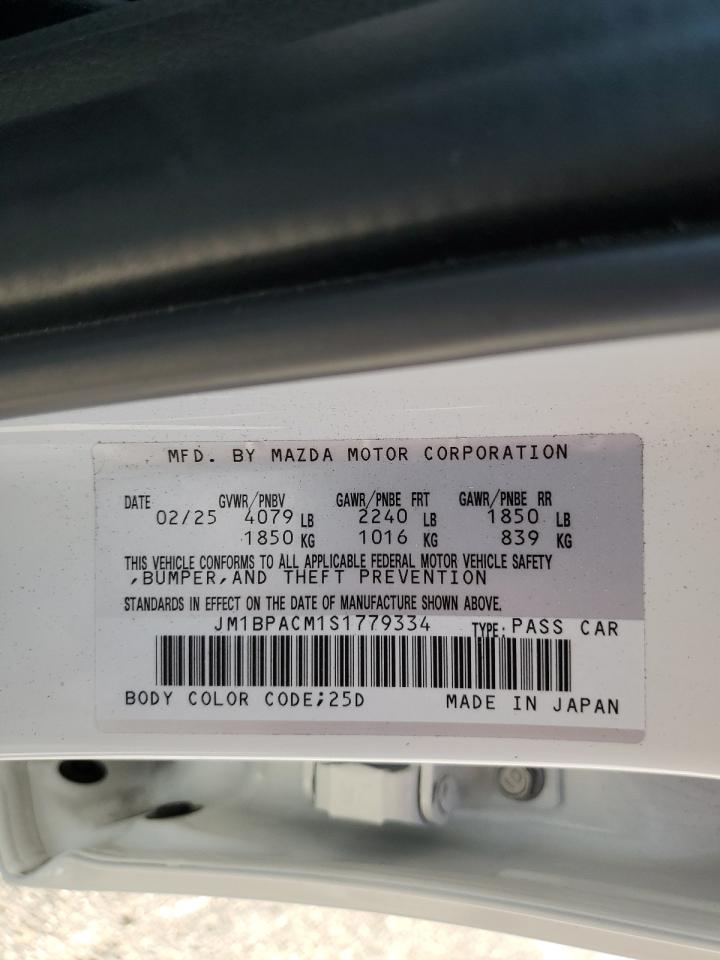 MFD. BY MAZDA MOTOR CORPORATION
DATE GVWR/PNBV GAWR/PNBE FRT GAWR/PNBE RR
02/25 4079 LB 2240 LB 1850 LB
1850 KG 1016 KG 839 KG
THIS VEHICLE CONFORMS TO ALL APPLICABLE FEDERAL MOTOR VEHICLE SAFETY
,BUMPER,AND THEFT PREVENTION
STANDARDS IN EFFECT ON THE DATE OF MANUFACTURE SHOWN ABOVE.
JM1BPACM1S1779334 TYPE: PASS CAR
BODY COLOR CODE;25D MADE IN JAPAN